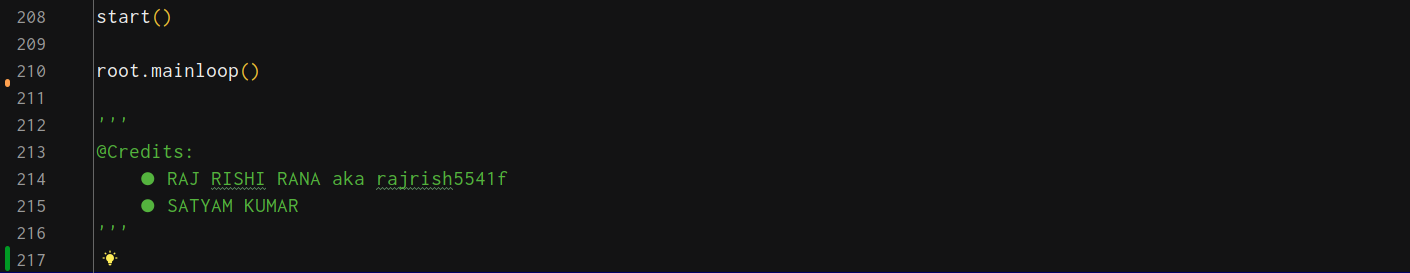 208 start()
209
210 root.mainloop()
211
212 '''
213 @Credits:
214 ● RAJ RISHI RANA aka rajrish5541f
215 ● SATYAM KUMAR
216 '''
217